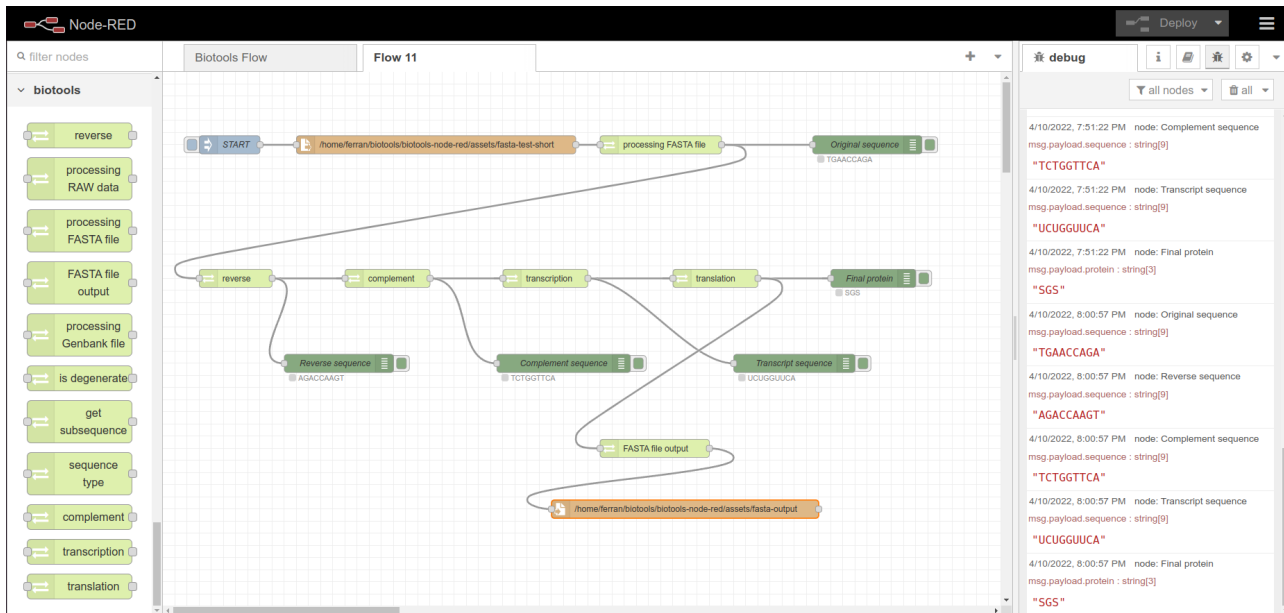 Node-RED
Deploy
filter nodes
Biotools Flow
Flow 11
debug
i
all nodes
all
biotools
reverse
processing
RAW data
processing
FASTA file
FASTA file
output
processing
Genbank file
is degenerate
get
subsequence
sequence
type
complement
transcription
translation
START
/home/ferran/biotools/biotools-node-red/assets/fasta-test-short
processing FASTA file
Original sequence
TGAACCAGA
reverse
complement
transcription
translation
Final protein
SGS
Reverse sequence
AGACCAAGT
Complement sequence
TCTGGTTCA
Transcript sequence
UCUGGUUCA
FASTA file output
/home/ferran/biotools/biotools-node-red/assets/fasta-output
4/10/2022, 7:51:22 PM node: Complement sequence
msg.payload.sequence : string[9]
"TCTGGTTCA"
4/10/2022, 7:51:22 PM node: Transcript sequence
msg.payload.sequence : string[9]
"UCUGGUUCA"
4/10/2022, 7:51:22 PM node: Final protein
msg.payload.protein : string[3]
"SGS"
4/10/2022, 8:00:57 PM node: Original sequence
msg.payload.sequence : string[9]
"TGAACCAGA"
4/10/2022, 8:00:57 PM node: Reverse sequence
msg.payload.sequence : string[9]
"AGACCAAGT"
4/10/2022, 8:00:57 PM node: Complement sequence
msg.payload.sequence : string[9]
"TCTGGTTCA"
4/10/2022, 8:00:57 PM node: Transcript sequence
msg.payload.sequence : string[9]
"UCUGGUUCA"
4/10/2022, 8:00:57 PM node: Final protein
msg.payload.protein : string[3]
"SGS"